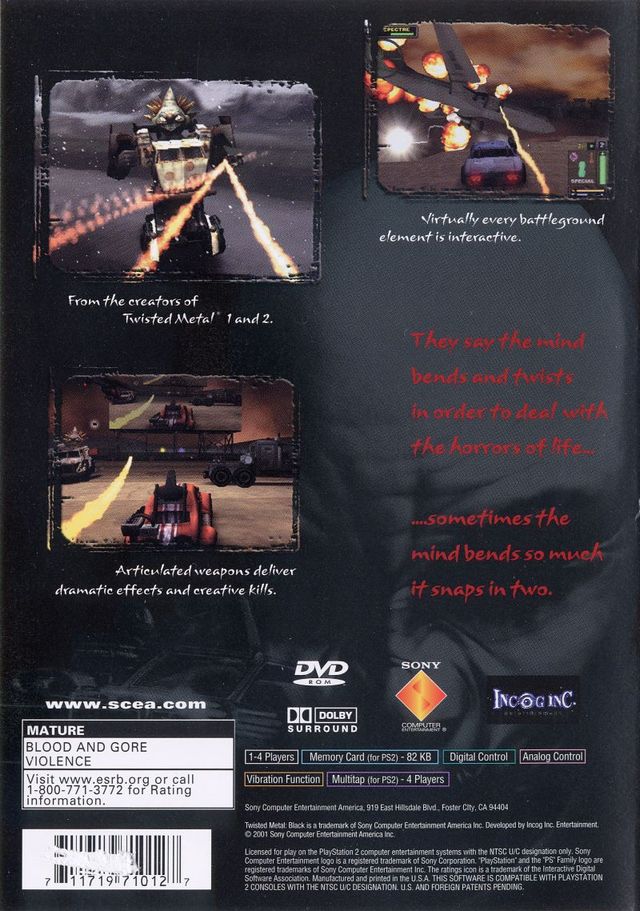 SPECTRE
SPECIAL
Virtually every battleground
element is interactive.
From the creators of
Twisted Metal® 1 and 2.
They say the mind
bends and twists
in order to deal with
the horrors of life...
....sometimes the
mind bends so much
it snaps in two.
Articulated weapons deliver
dramatic effects and creative kills.
DVD
ROM
DOLBY
SURROUND
SONY
COMPUTER
ENTERTAINMENT®
INCOG INC.
entertainment
www.scea.com
MATURE
BLOOD AND GORE
VIOLENCE
Visit www.esrb.org or call
1-800-771-3772 for Rating
information.
1-4 Players
Memory Card (for PS2) - 82 KB
Digital Control
Analog Control
Vibration Function
Multitap (for PS2) - 4 Players
Sony Computer Entertainment America, 919 East Hillsdale Blvd., Foster City, CA 94404
Twisted Metal: Black is a trademark of Sony Computer Entertainment America Inc. Developed by Incog Inc. Entertainment.
© 2001 Sony Computer Entertainment America Inc.
Licensed for play on the PlayStation 2 computer entertainment systems with the NTSC U/C designation only. Sony
Computer Entertainment logo is a registered trademark of Sony Corporation. "PlayStation" and the "PS" Family logo are
registered trademarks of Sony Computer Entertainment Inc. The ratings icon is a trademark of the Interactive Digital
Software Association. Manufactured and printed in the U.S.A. THIS SOFTWARE IS COMPATIBLE WITH PLAYSTATION
2 CONSOLES WITH THE NTSC U/C DESIGNATION. U.S. AND FOREIGN PATENTS PENDING.
7 11719 71012 7